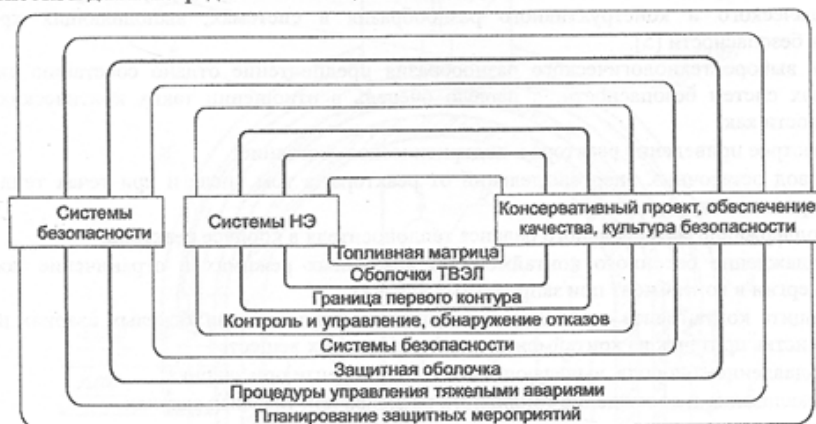 Системы
безопасности
Системы НЭ
Консервативный проект, обеспечение
качества, культура безопасности
Топливная матрица
Оболочки ТВЭЛ
Граница первого контура
Контроль и управление, обнаружение отказов
Системы безопасности
Защитная оболочка
Процедуры управления тяжелыми авариями
Планирование защитных мероприятий